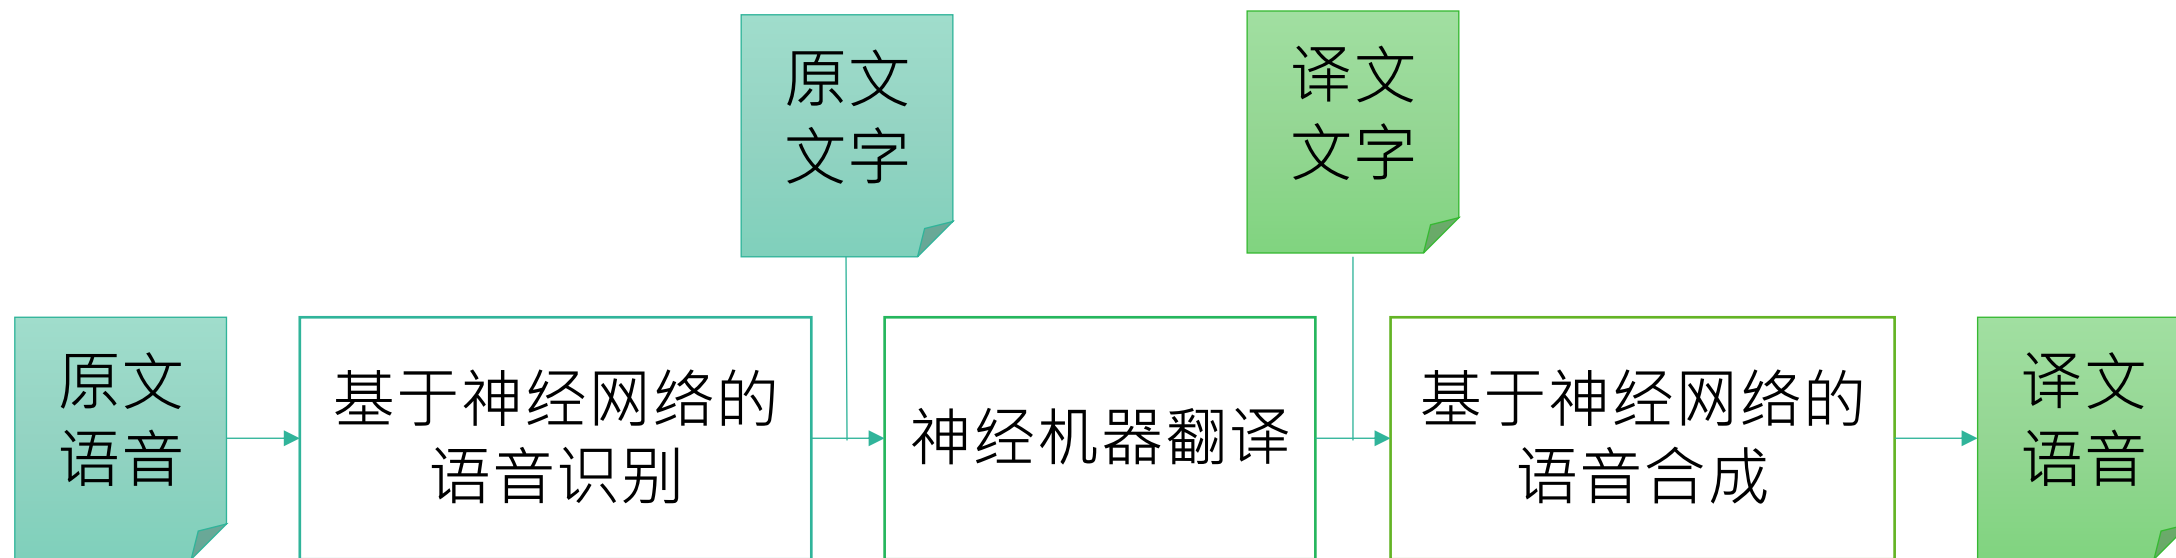 原文
文字
译文
文字
原文
语音
基于神经网络的
语音识别
神经机器翻译
基于神经网络的
语音合成
译文
语音